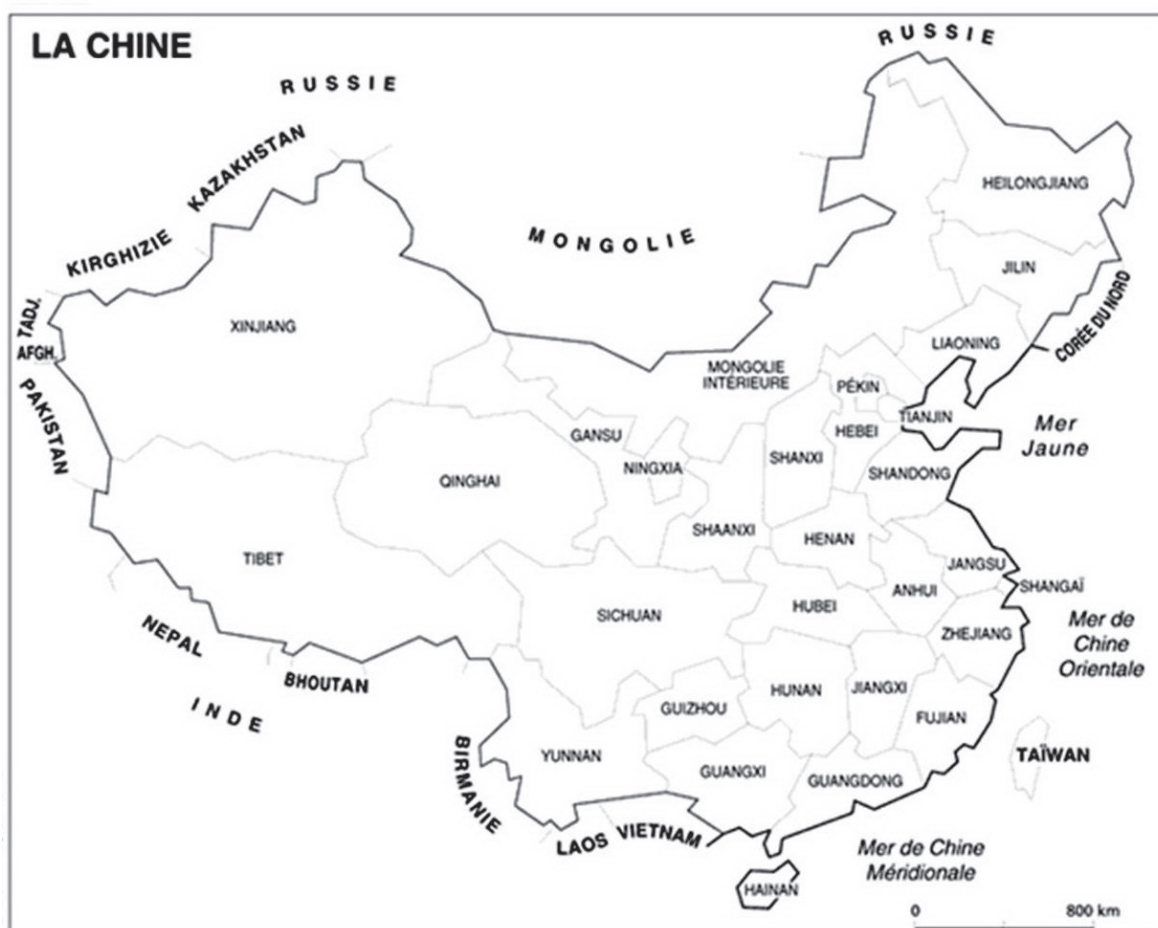 LA CHINE
RUSSIE
RUSSIE
KAZAKHSTAN
KIRGHIZIE
MONGOLIE
TADJ.
AFGH.
PAKISTAN
HEILONGJIANG
JILIN
CORÉE DU NORD
LIAONING
XINJIANG
MONGOLIE
INTÉRIEURE
PÉKIN
TIANJIN
HEBEI
Mer
Jaune
GANSU
NINGXIA
SHANXI
SHANDONG
QINGHAI
SHAANXI
HENAN
TIBET
JANGSU
SHANGAÏ
ANHUI
SICHUAN
HUBEI
ZHEJIANG
Mer de
Chine
Orientale
NEPAL
BHOUTAN
INDE
HUNAN
JIANGXI
GUIZHOU
FUJIAN
BIRMANIE
YUNNAN
GUANGXI
GUANGDONG
TAÏWAN
LAOS
VIETNAM
Mer de Chine
Méridionale
HAINAN
0 800 km